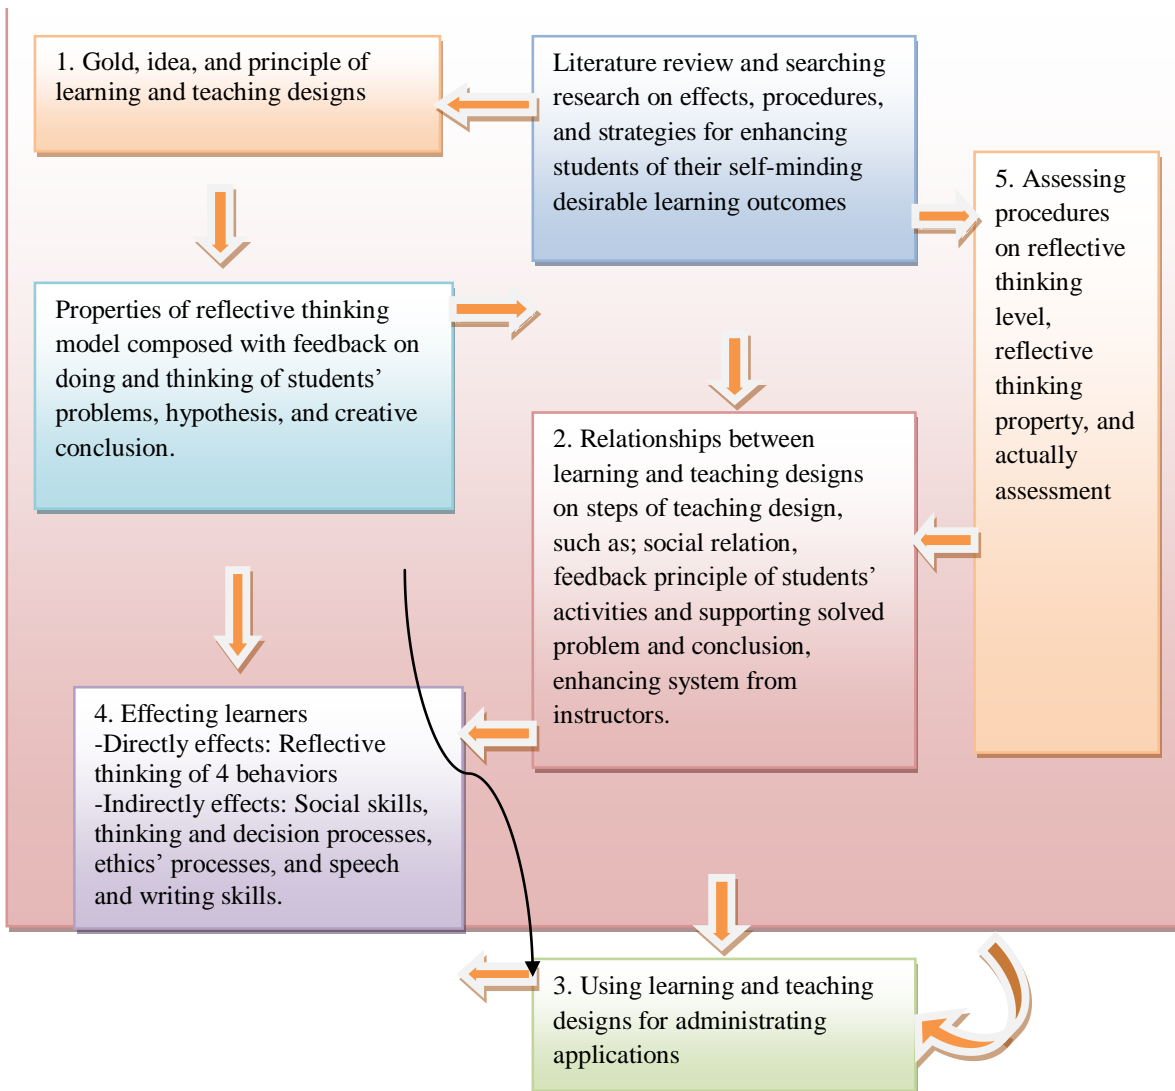 1. Gold, idea, and principle of
learning and teaching designs
Literature review and searching
research on effects, procedures,
and strategies for enhancing
students of their self-minding
desirable learning outcomes
5. Assessing
procedures
on reflective
thinking
level,
reflective
thinking
property, and
actually
assessment
Properties of reflective thinking
model composed with feedback on
doing and thinking of students’
problems, hypothesis, and creative
conclusion.
2. Relationships between
learning and teaching designs
on steps of teaching design,
such as; social relation,
feedback principle of students’
activities and supporting solved
problem and conclusion,
enhancing system from
instructors.
4. Effecting learners
-Directly effects: Reflective
thinking of 4 behaviors
-Indirectly effects: Social skills,
thinking and decision processes,
ethics’ processes, and speech
and writing skills.
3. Using learning and teaching
designs for administrating
applications